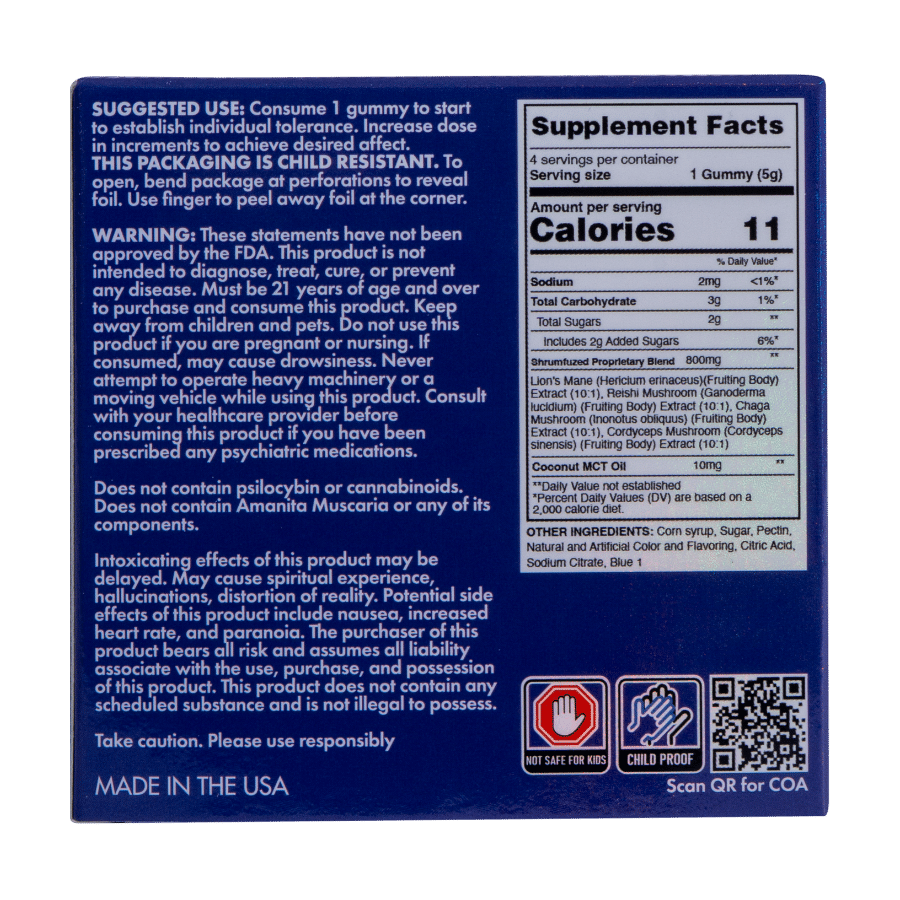 SUGGESTED USE: Consume 1 gummy to start
to establish individual tolerance. Increase dose
in increments to achieve desired affect.
THIS PACKAGING IS CHILD RESISTANT. To
open, bend package at perforations to reveal
foil. Use finger to peel away foil at the corner.
WARNING: These statements have not been
approved by the FDA. This product is not
intended to diagnose, treat, cure, or prevent
any disease. Must be 21 years of age and over
to purchase and consume this product. Keep
away from children and pets. Do not use this
product if you are pregnant or nursing. If
consumed, may cause drowsiness. Never
attempt to operate heavy machinery or a
moving vehicle while using this product. Consult
with your healthcare provider before
consuming this product if you have been
prescribed any psychiatric medications.
Does not contain psilocybin or cannabinoids.
Does not contain Amanita Muscaria or any of its
components.
Intoxicating effects of this product may be
delayed. May cause spiritual experience,
hallucinations, distortion of reality. Potential side
effects of this product include nausea, increased
heart rate, and paranoia. The purchaser of this
product bears all risk and assumes all liability
associate with the use, purchase, and possession
of this product. This product does not contain any
scheduled substance and is not illegal to possess.
Take caution. Please use responsibly
MADE IN THE USA
Supplement Facts
4 servings per container
Serving size 1 Gummy (5g)
Amount per serving
Calories 11
% Daily Value*
Sodium 2mg <1%*
Total Carbohydrate 3g 1%*
Total Sugars 2g **
Includes 2g Added Sugars 6%*
Shrumfuzed Proprietary Blend 800mg **
Lion's Mane (Hericium erinaceus)(Fruiting Body)
Extract (10:1), Reishi Mushroom (Ganoderma
lucidium) (Fruiting Body) Extract (10:1), Chaga
Mushroom (Inonotus obliquus) (Fruiting Body)
Extract (10:1), Cordyceps Mushroom (Cordyceps
sinensis) (Fruiting Body) Extract (10:1)
Coconut MCT Oil 10mg **
**Daily Value not established
*Percent Daily Values (DV) are based on a
2,000 calorie diet.
OTHER INGREDIENTS: Corn syrup, Sugar, Pectin,
Natural and Artificial Color and Flavoring, Citric Acid,
Sodium Citrate, Blue 1
NOT SAFE FOR KIDS
CHILD PROOF
Scan QR for COA